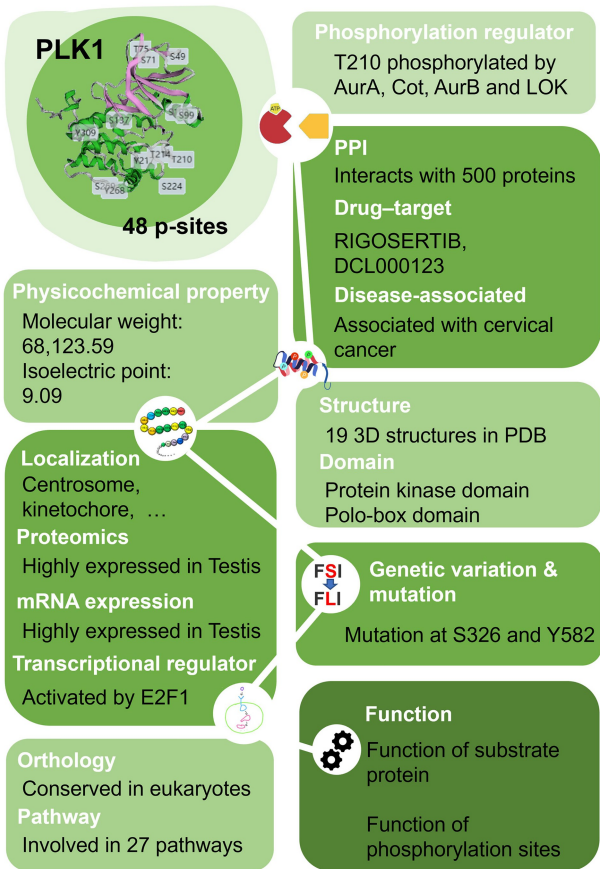 PLK1
T75
S71
S49
S137
S99
Y309
T214
Y21
T210
Y268
S224
48 p-sites
Phosphorylation regulator
T210 phosphorylated by
AurA, Cot, AurB and LOK
ATP
PPI
Interacts with 500 proteins
Drug–target
RIGOSERTIB,
DCL000123
Disease-associated
Associated with cervical
cancer
Physicochemical property
Molecular weight:
68,123.59
Isoelectric point:
9.09
Structure
19 3D structures in PDB
Domain
Protein kinase domain
Polo-box domain
Localization
Centrosome,
kinetochore, …
Proteomics
Highly expressed in Testis
mRNA expression
Highly expressed in Testis
Transcriptional regulator
Activated by E2F1
FSI
FLI
Genetic variation &
mutation
Mutation at S326 and Y582
Orthology
Conserved in eukaryotes
Pathway
Involved in 27 pathways
Function
Function of substrate
protein
Function of
phosphorylation sites